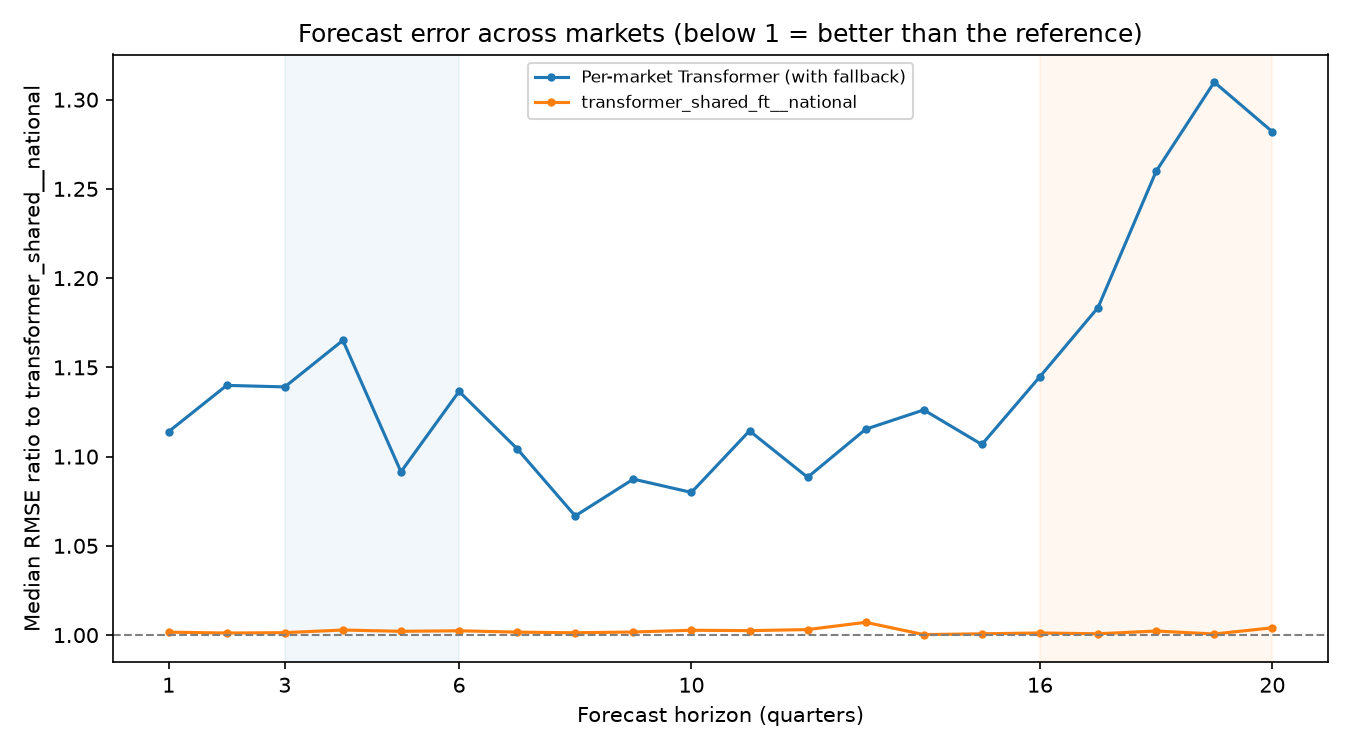 Forecast error across markets (below 1 = better than the reference)
Per-market Transformer (with fallback)
transformer_shared_ft__national
Median RMSE ratio to transformer_shared__national
1.30
1.25
1.20
1.15
1.10
1.05
1.00
1 3 6 10 16 20
Forecast horizon (quarters)